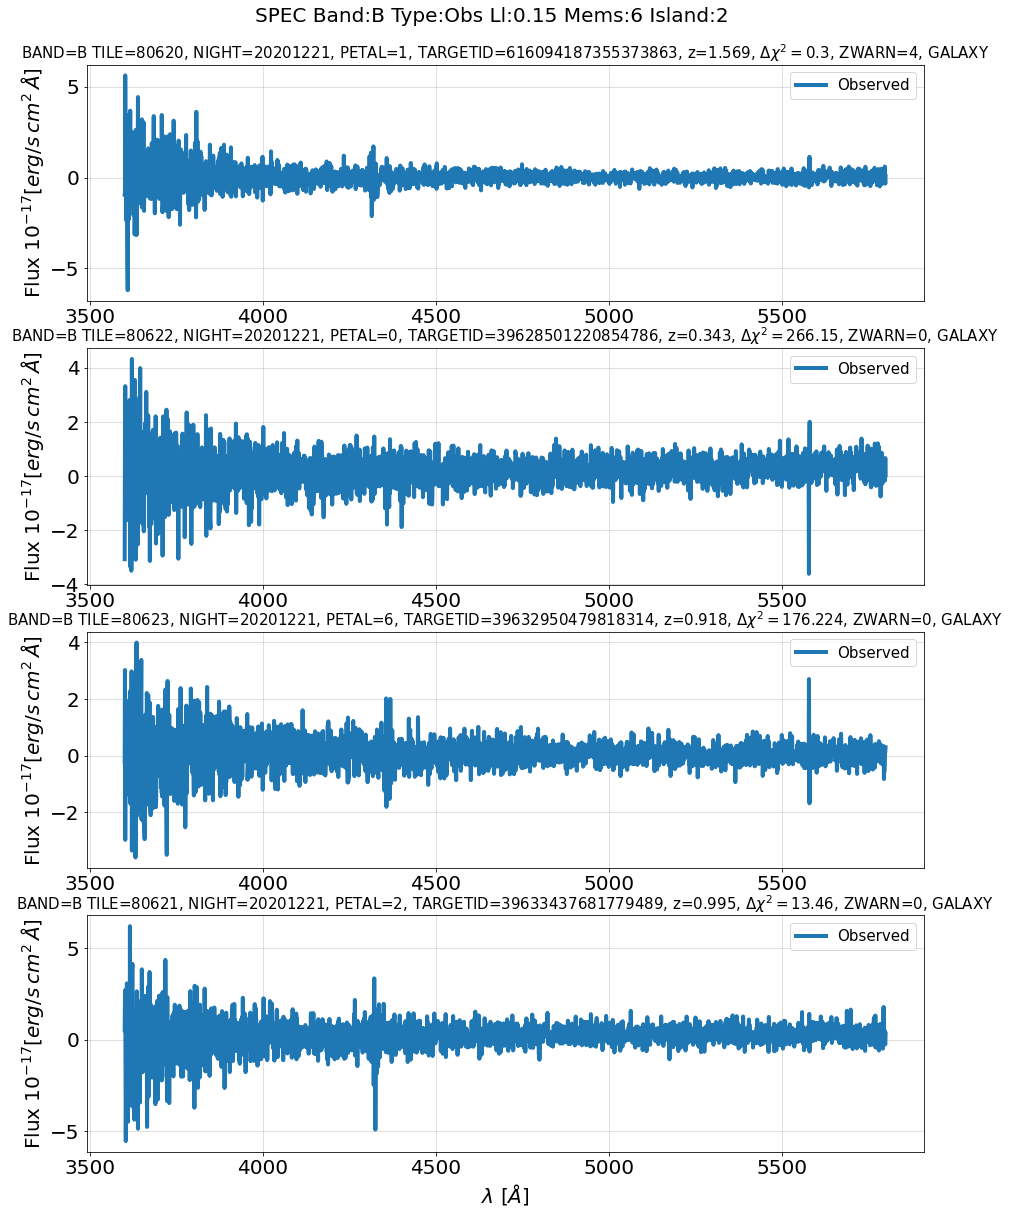 SPEC Band:B Type:Obs Ll:0.15 Mems:6 Island:2
BAND=B TILE=80620, NIGHT=20201221, PETAL=1, TARGETID=616094187355373863, z=1.569, Δχ² = 0.3, ZWARN=4, GALAXY
Observed
5
0
−5
Flux 10⁻¹⁷[erg/s cm² Å]
3500 4000 4500 5000 5500
BAND=B TILE=80622, NIGHT=20201221, PETAL=0, TARGETID=39628501220854786, z=0.343, Δχ² = 266.15, ZWARN=0, GALAXY
Observed
4
2
0
−2
−4
Flux 10⁻¹⁷[erg/s cm² Å]
3500 4000 4500 5000 5500
BAND=B TILE=80623, NIGHT=20201221, PETAL=6, TARGETID=39632950479818314, z=0.918, Δχ² = 176.224, ZWARN=0, GALAXY
Observed
4
2
0
−2
Flux 10⁻¹⁷[erg/s cm² Å]
3500 4000 4500 5000 5500
BAND=B TILE=80621, NIGHT=20201221, PETAL=2, TARGETID=39633437681779489, z=0.995, Δχ² = 13.46, ZWARN=0, GALAXY
Observed
5
0
−5
Flux 10⁻¹⁷[erg/s cm² Å]
3500 4000 4500 5000 5500
λ [Å]